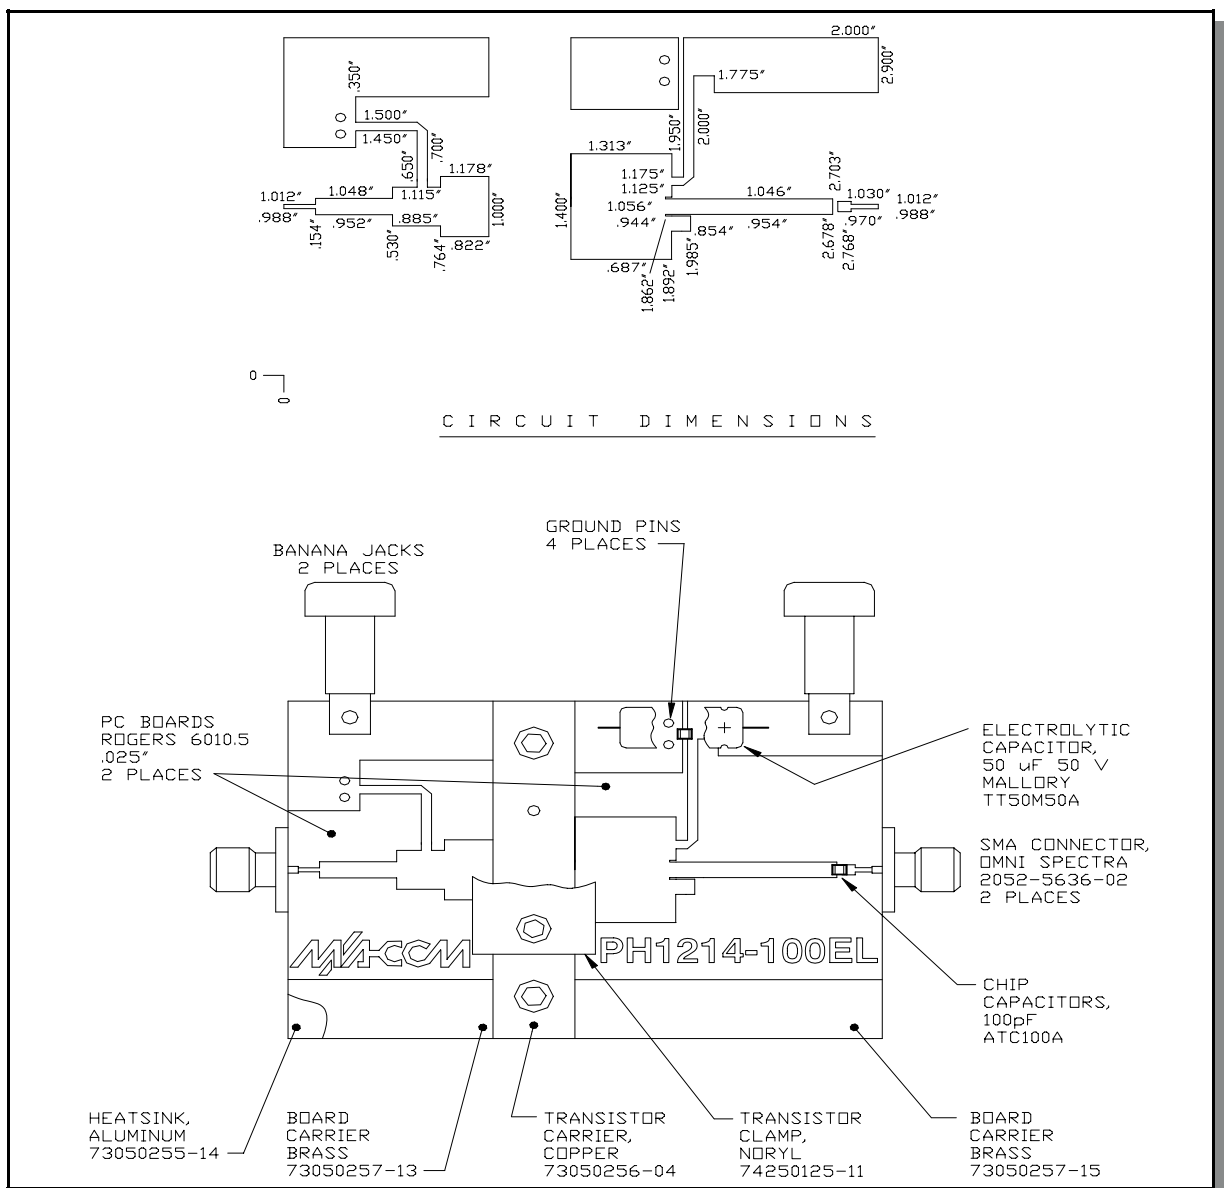 2.000"
.350"
1.775"
2.900"
1.500"
1.450"
.650"
.700"
1.950"
2.000"
1.313"
1.178"
1.175"
1.125"
2.703"
1.012"
1.048"
1.115"
1.000"
1.400"
1.056"
1.046"
1.030"
1.012"
.988"
.154"
.952"
.885"
.530"
.764"
.822"
.944"
.854"
.954"
.970"
.988"
.687"
1.862"
1.892"
1.985"
2.678"
2.768"
0
0
CIRCUIT DIMENSIONS
GROUND PINS
4 PLACES
BANANA JACKS
2 PLACES
PC BOARDS
ROGERS 6010.5
.025"
2 PLACES
ELECTROLYTIC
CAPACITOR,
50 uF 50 V
MALLORY
TT50M50A
SMA CONNECTOR,
OMNI SPECTRA
2052-5636-02
2 PLACES
M/A-COM
PH1214-100EL
CHIP
CAPACITORS,
100pF
ATC100A
HEATSINK,
ALUMINUM
73050255-14
BOARD
CARRIER
BRASS
73050257-13
TRANSISTOR
CARRIER,
COPPER
73050256-04
TRANSISTOR
CLAMP,
NORYL
74250125-11
BOARD
CARRIER
BRASS
73050257-15